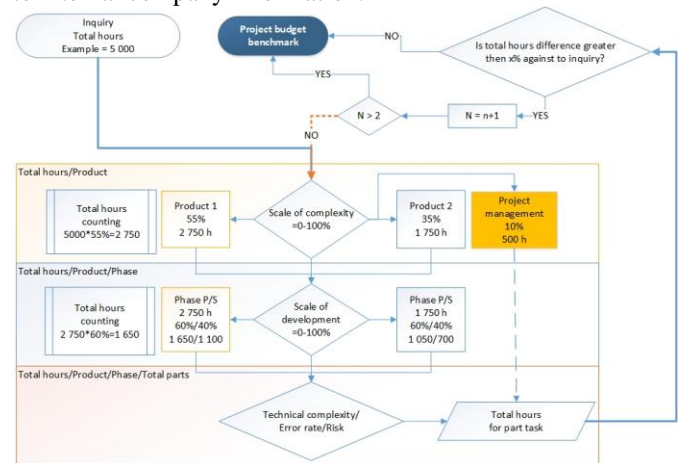 Inquiry
Total hours
Example = 5 000
Project budget
benchmark
NO
Is total hours difference greater
then x% against to inquiry?
YES
N > 2
N = n+1
YES
NO
Total hours/Product
Total hours
counting
5000*55%=2 750
Product 1
55%
2 750 h
Scale of complexity
=0-100%
Product 2
35%
1 750 h
Project
management
10%
500 h
Total hours/Product/Phase
Total hours
counting
2 750*60%=1 650
Phase P/S
2 750 h
60%/40%
1 650/1 100
Scale of
development
=0-100%
Phase P/S
1 750 h
60%/40%
1 050/700
Total hours/Product/Phase/Total parts
Technical complexity/
Error rate/Risk
Total hours
for part task